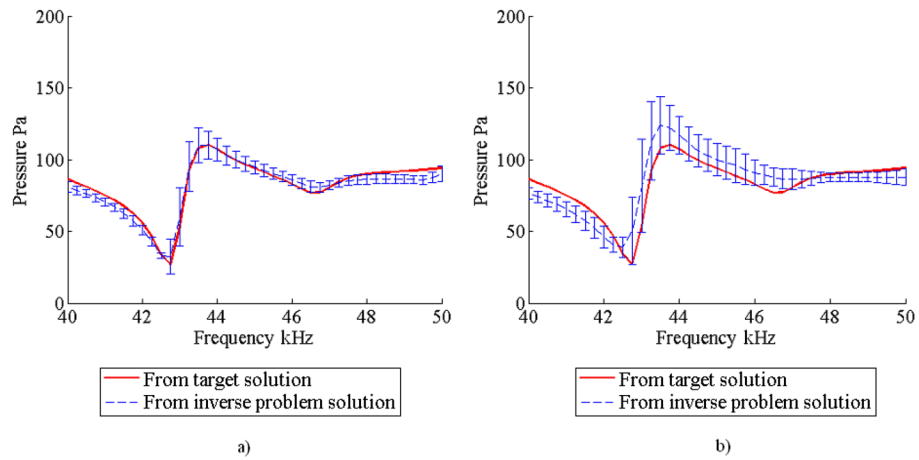 200
150
100
50
0
Pressure Pa
40 42 44 46 48 50
Frequency kHz
From target solution
From inverse problem solution
a)
200
150
100
50
0
Pressure Pa
40 42 44 46 48 50
Frequency kHz
From target solution
From inverse problem solution
b)